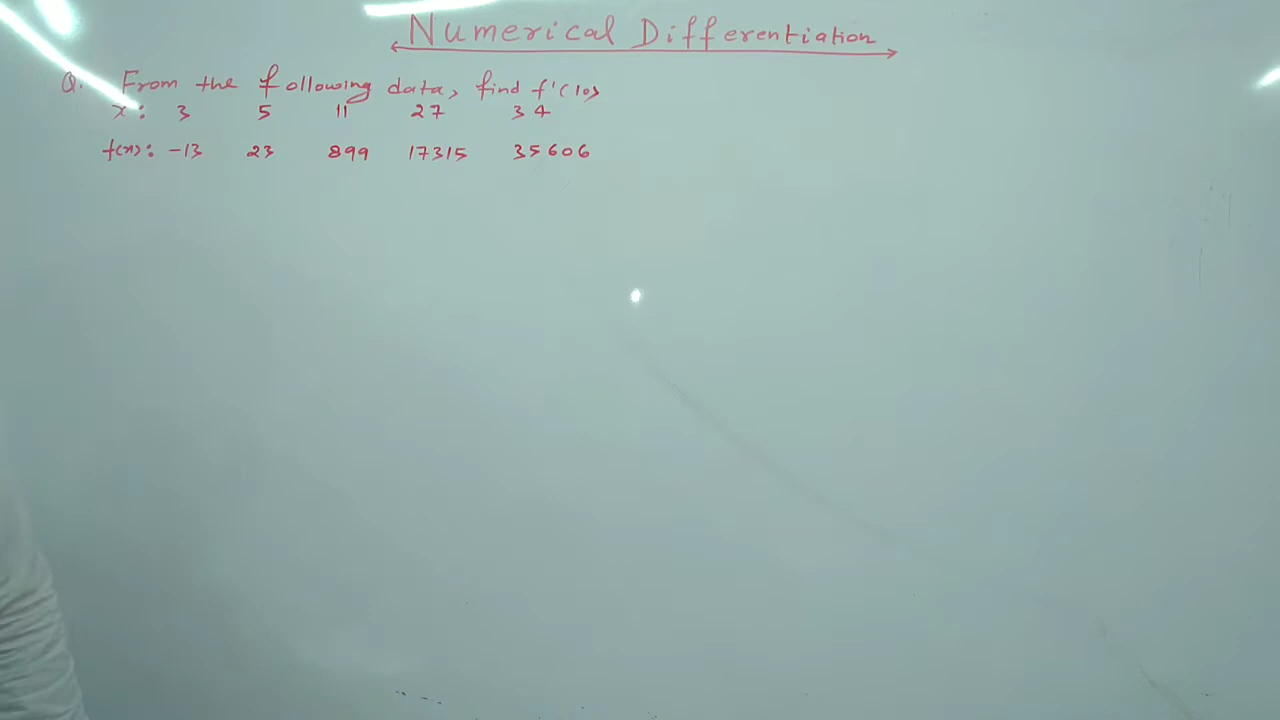 Numerical Differentiation
Q. From the following data, find f'(10)
x: 3 5 11 27 34
f(x): -13 23 899 17315 35606